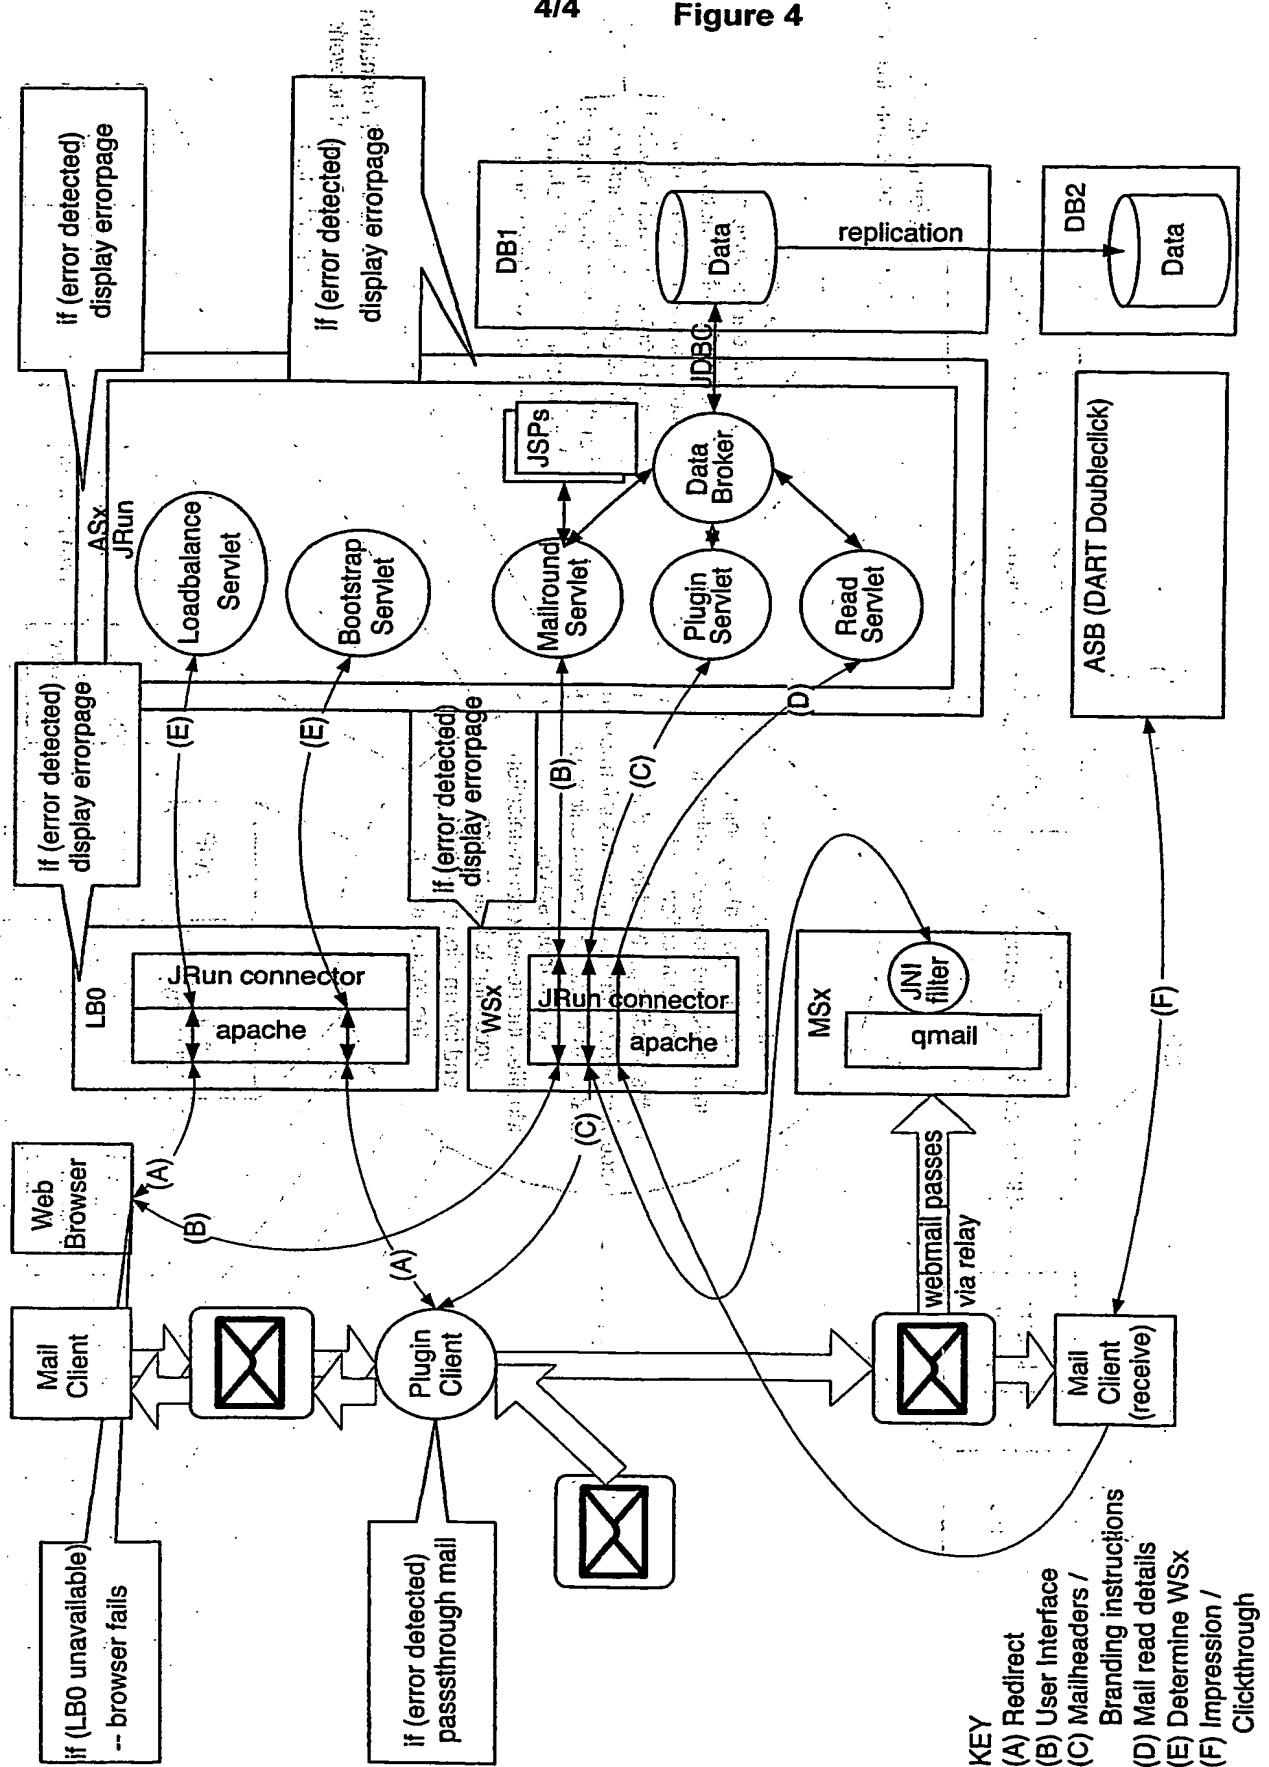 4/4
Figure 4
if (error detected)
display errorpage
if (error detected)
display errorpage
if (error detected)
display errorpage
if (error detected)
display errorpage
ASx
JRun
Loadbalance
Servlet
Bootstrap
Servlet
Mailround
Servlet
JSPs
Plugin
Servlet
Read
Servlet
Data
Broker
JDBC
DB1
Data
replication
DB2
Data
ASB (DART Doubleclick)
(E)
(E)
(B)
(C)
(D)
LB0
JRun connector
apache
WSx
JRun connector
apache
MSx
JNI
filter
qmail
(F)
Web
Browser
(A)
(B)
(A)
(C)
webmail passes
via relay
Mail
Client
Plugin
Client
Mail
Client
(receive)
if (LB0 unavailable)
-- browser fails
if (error detected)
passsthrough mail
KEY
(A) Redirect
(B) User Interface
(C) Mailheaders /
Branding instructions
(D) Mail read details
(E) Determine WSx
(F) Impression /
Clickthrough